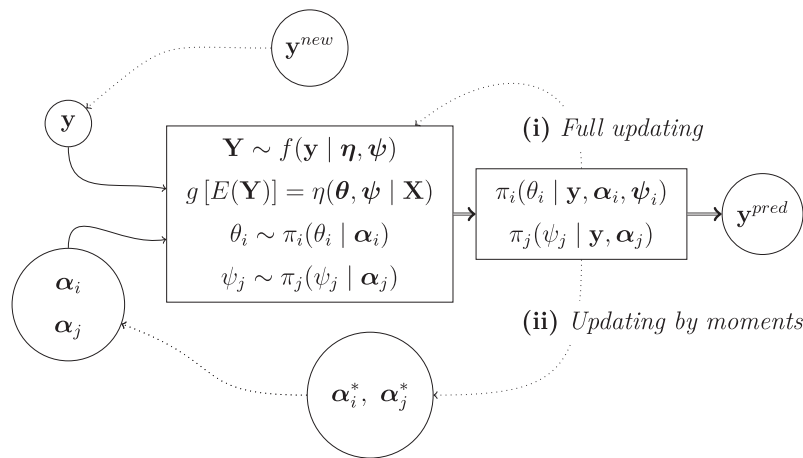 y^{new}
y
(i) Full updating
Y ∼ f(y | η, ψ)
g [E(Y)] = η(θ, ψ | X)
θ_i ∼ π_i(θ_i | α_i)
ψ_j ∼ π_j(ψ_j | α_j)
π_i(θ_i | y, α_i, ψ_i)
π_j(ψ_j | y, α_j)
y^{pred}
α_i
α_j
(ii) Updating by moments
α_i^*, α_j^*